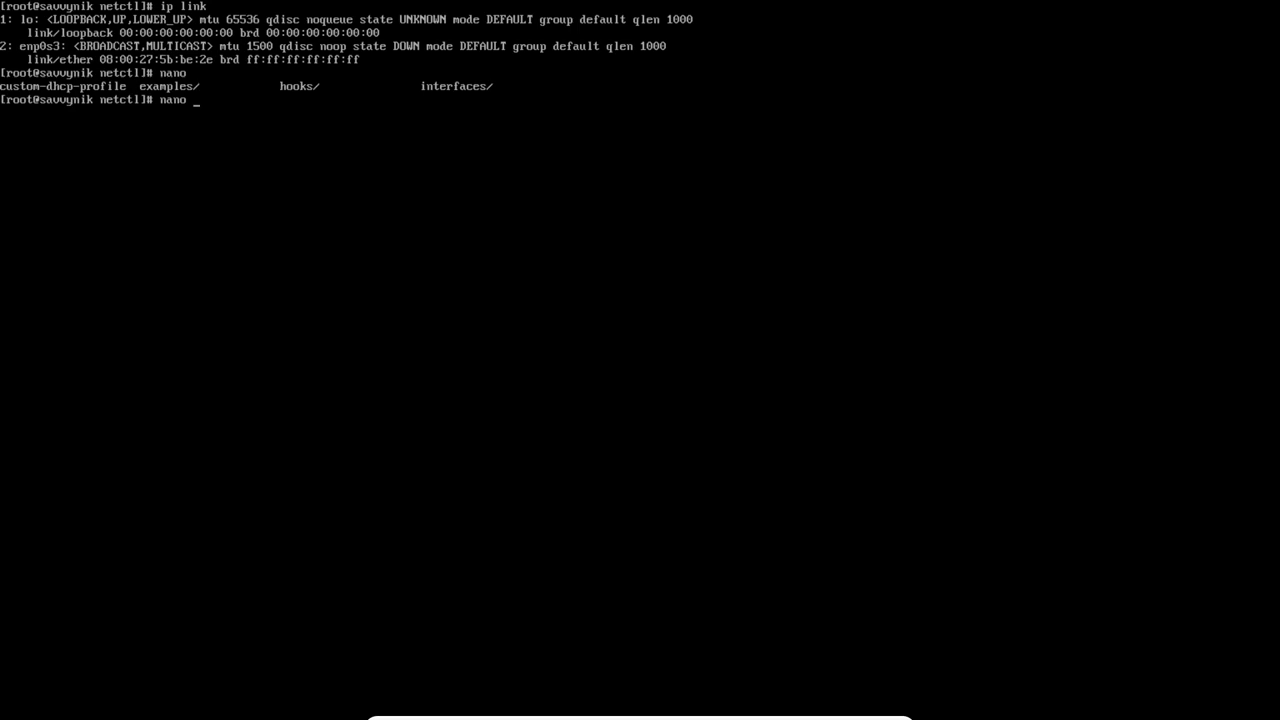 [root@savvynik netctl]# ip link
1: lo: <LOOPBACK,UP,LOWER_UP> mtu 65536 qdisc noqueue state UNKNOWN mode DEFAULT group default qlen 1000
    link/loopback 00:00:00:00:00:00 brd 00:00:00:00:00:00
2: enp0s3: <BROADCAST,MULTICAST> mtu 1500 qdisc noop state DOWN mode DEFAULT group default qlen 1000
    link/ether 08:00:27:5b:be:2e brd ff:ff:ff:ff:ff:ff
[root@savvynik netctl]# nano
custom-dhcp-profile  examples/            hooks/               interfaces/
[root@savvynik netctl]# nano _